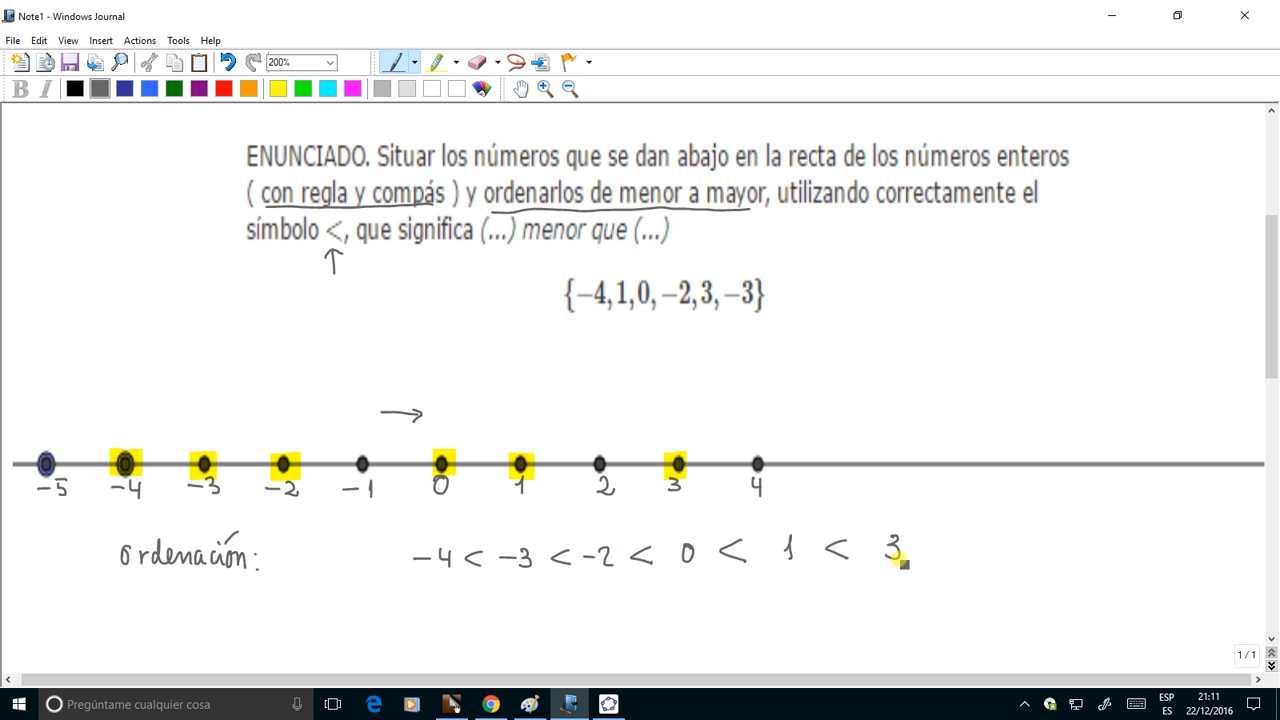 Note1 - Windows Journal
File Edit View Insert Actions Tools Help
200%
B I
ENUNCIADO. Situar los números que se dan abajo en la recta de los números enteros
( con regla y compás ) y ordenarlos de menor a mayor, utilizando correctamente el
símbolo <, que significa (...) menor que (...)
{−4,1,0,−2,3,−3}
−5 −4 −3 −2 −1 0 1 2 3 4
Ordenación: −4 < −3 < −2 < 0 < 1 < 3
1 / 1
Pregúntame cualquier cosa
ESP 21:11
ES 22/12/2016